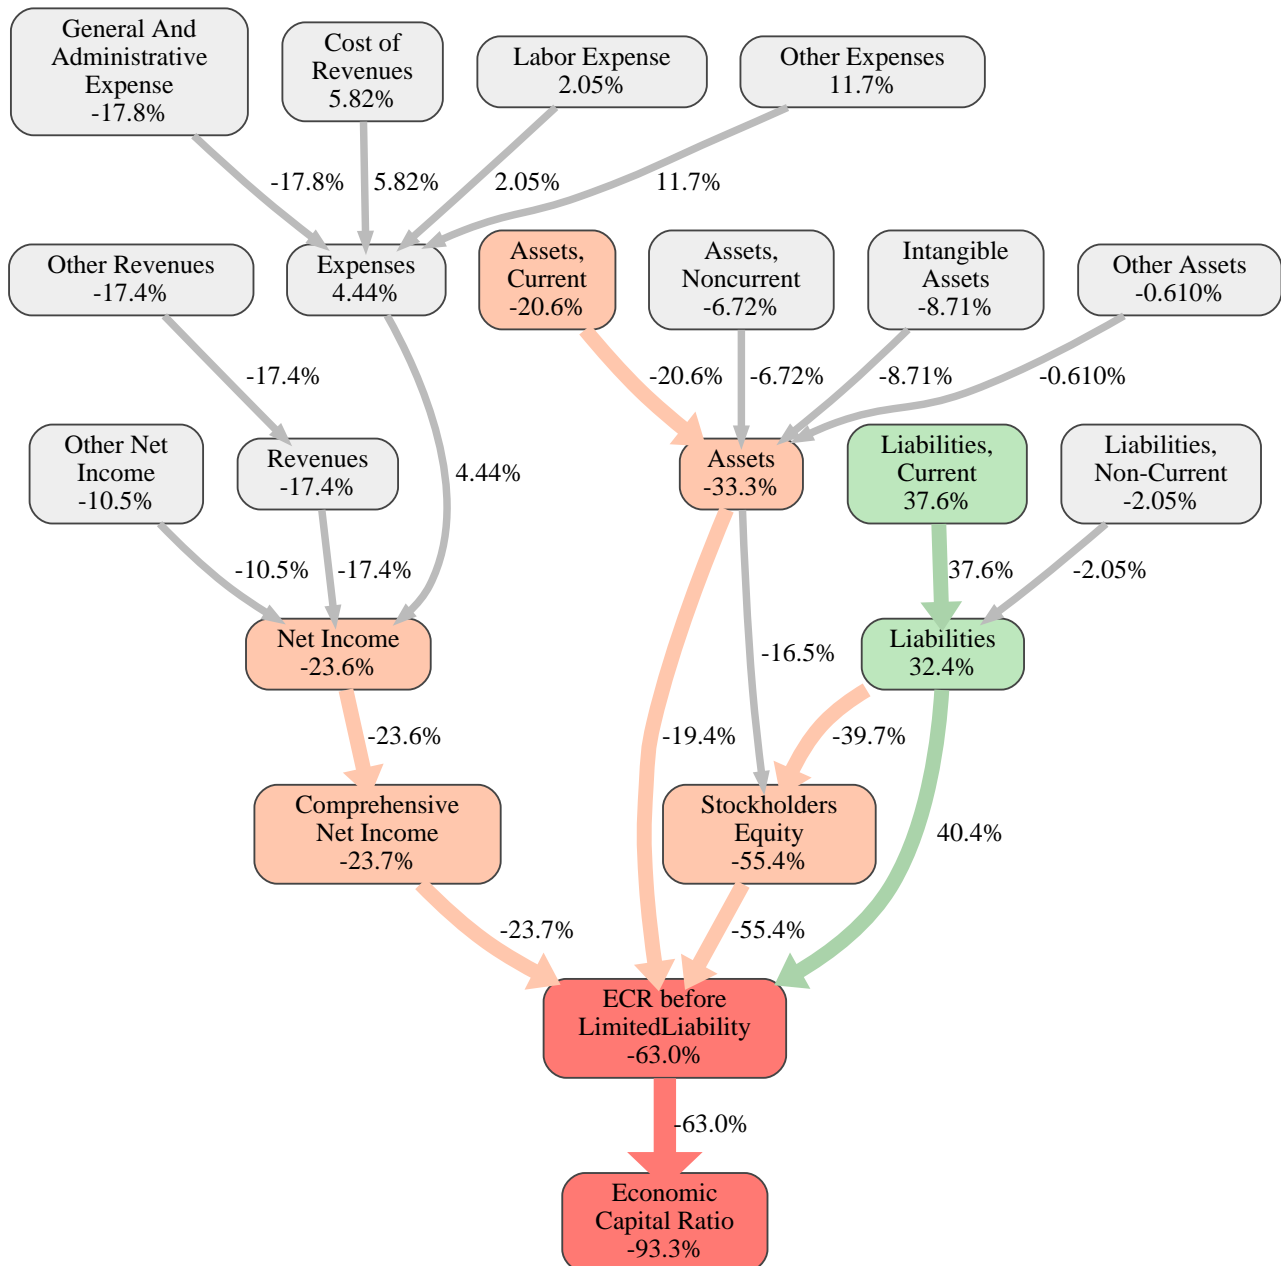 General And
Administrative
Expense
-17.8%
Cost of
Revenues
5.82%
Labor Expense
2.05%
Other Expenses
11.7%
-17.8%
5.82%
2.05%
11.7%
Other Revenues
-17.4%
Expenses
4.44%
Assets,
Current
-20.6%
Assets,
Noncurrent
-6.72%
Intangible
Assets
-8.71%
Other Assets
-0.610%
-17.4%
-20.6%
-6.72%
-8.71%
-0.610%
Other Net
Income
-10.5%
Revenues
-17.4%
4.44%
Assets
-33.3%
Liabilities,
Current
37.6%
Liabilities,
Non-Current
-2.05%
-10.5%
-17.4%
37.6%
-2.05%
Net Income
-23.6%
-16.5%
Liabilities
32.4%
-23.6%
-19.4%
-39.7%
Comprehensive
Net Income
-23.7%
Stockholders
Equity
-55.4%
40.4%
-23.7%
-55.4%
ECR before
LimitedLiability
-63.0%
-63.0%
Economic
Capital Ratio
-93.3%